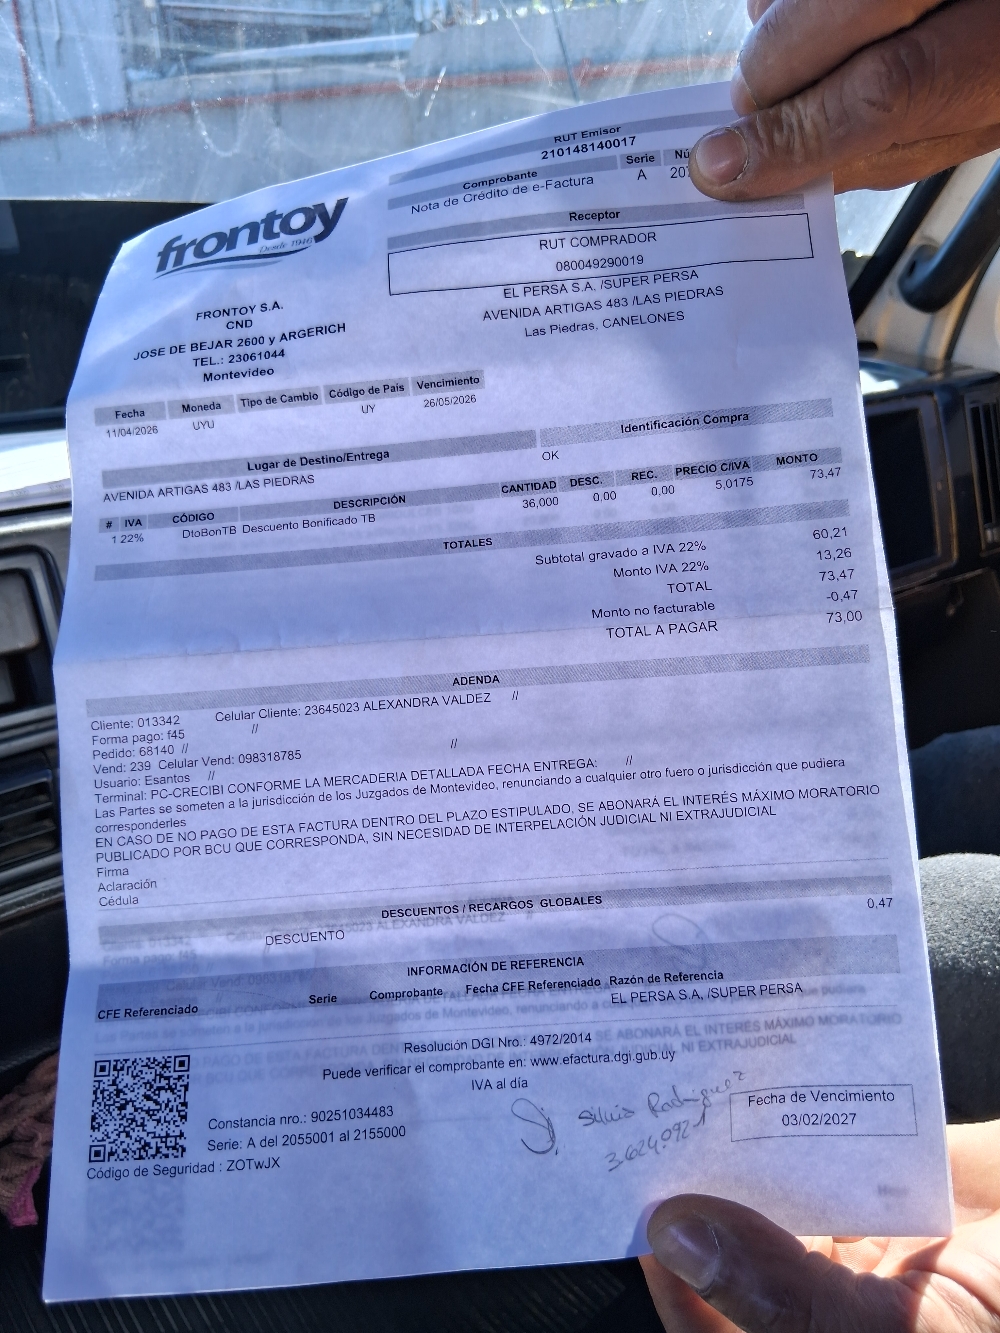 RUT Emisor
210148140017
Comprobante Serie
Nota de Crédito de e-Factura A
frontoy
Desde 1946
Receptor
RUT COMPRADOR
080049290019
EL PERSA S.A. /SUPER PERSA
AVENIDA ARTIGAS 483 /LAS PIEDRAS
Las Piedras, CANELONES
FRONTOY S.A.
CND
JOSE DE BEJAR 2600 y ARGERICH
TEL.: 23061044
Montevideo
Fecha Moneda Tipo de Cambio Código de País Vencimiento
11/04/2026 UYU UY 26/05/2026
Lugar de Destino/Entrega Identificación Compra
AVENIDA ARTIGAS 483 /LAS PIEDRAS OK
# IVA CÓDIGO DESCRIPCIÓN CANTIDAD DESC. REC. PRECIO C/IVA MONTO
1 22% DtoBonTB Descuento Bonificado TB 36,000 0.00 0.00 5,0175 73,47
TOTALES
Subtotal gravado a IVA 22% 60,21
Monto IVA 22% 13,26
TOTAL 73,47
Monto no facturable -0,47
TOTAL A PAGAR 73,00
ADENDA
Cliente: 013342 Celular Cliente: 23645023 ALEXANDRA VALDEZ //
Forma pago: f45 //
Pedido: 68140 //
Vend: 239 Celular Vend: 098318785 //
Usuario: Esantos //
Terminal: PC-CRECIBI CONFORME LA MERCADERIA DETALLADA FECHA ENTREGA: //
Las Partes se someten a la jurisdicción de los Juzgados de Montevideo, renunciando a cualquier otro fuero o jurisdicción que pudiera
corresponderles
EN CASO DE NO PAGO DE ESTA FACTURA DENTRO DEL PLAZO ESTIPULADO, SE ABONARÁ EL INTERÉS MÁXIMO MORATORIO
PUBLICADO POR BCU QUE CORRESPONDA, SIN NECESIDAD DE INTERPELACIÓN JUDICIAL NI EXTRAJUDICIAL
Firma
Aclaración
Cédula
DESCUENTOS / RECARGOS GLOBALES
DESCUENTO 0,47
INFORMACIÓN DE REFERENCIA
CFE Referenciado Serie Comprobante Fecha CFE Referenciado Razón de Referencia
EL PERSA S.A, /SUPER PERSA
Resolución DGI Nro.: 4972/2014
Puede verificar el comprobante en: www.efactura.dgi.gub.uy
IVA al día
Constancia nro.: 90251034483
Serie: A del 2055001 al 2155000
Código de Seguridad : ZOTwJX
Silvia Rodriguez
3.624.092-1
Fecha de Vencimiento
03/02/2027